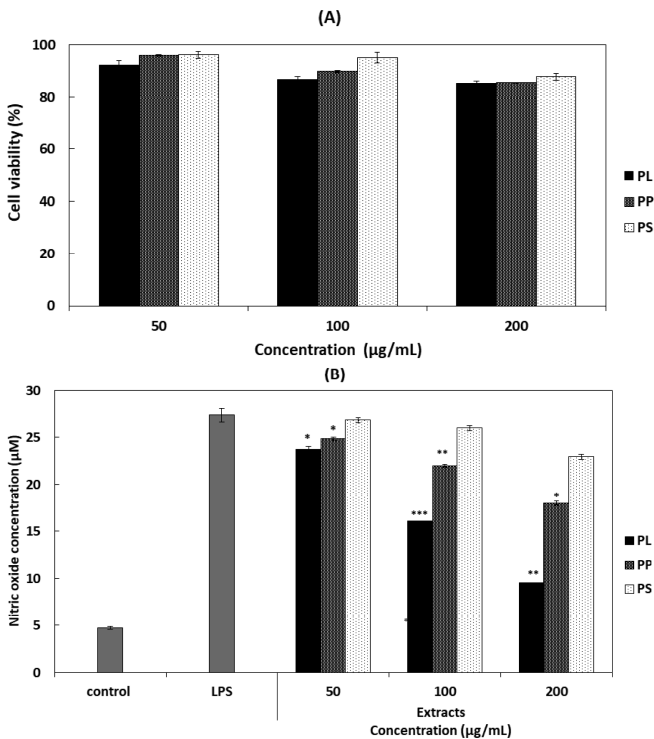 (A)
100
80
60
40
20
0
Cell viability (%)
50 100 200
Concentration (µg/mL)
PL
PP
PS
(B)
30
25
20
15
10
5
0
Nitric oxide concentration (µM)
* *
*** **
** *
*
control LPS 50 100 200
Extracts
Concentration (µg/mL)
PL
PP
PS